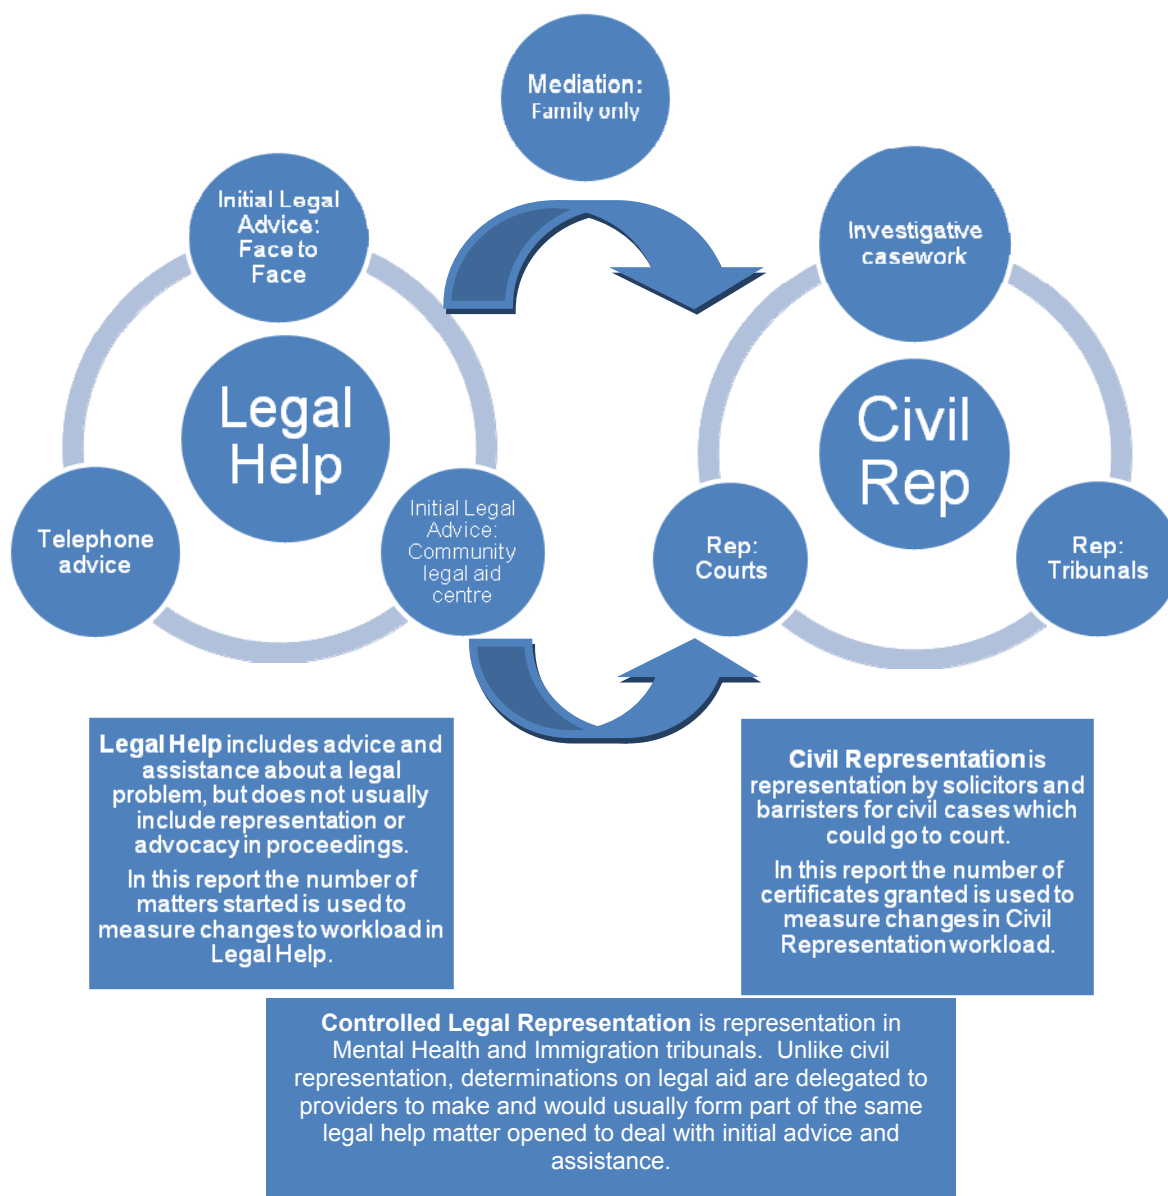 Mediation:
Family only
Initial Legal
Advice:
Face to
Face
Investigative
casework
Legal
Help
Civil
Rep
Telephone
advice
Initial Legal
Advice:
Community
legal aid
centre
Rep:
Courts
Rep:
Tribunals
Legal Help includes advice and
assistance about a legal
problem, but does not usually
include representation or
advocacy in proceedings.
In this report the number of
matters started is used to
measure changes to workload in
Legal Help.
Civil Representation is
representation by solicitors and
barristers for civil cases which
could go to court.
In this report the number of
certificates granted is used to
measure changes in Civil
Representation workload.
Controlled Legal Representation is representation in
Mental Health and Immigration tribunals.  Unlike civil
representation, determinations on legal aid are delegated to
providers to make and would usually form part of the same
legal help matter opened to deal with initial advice and
assistance.